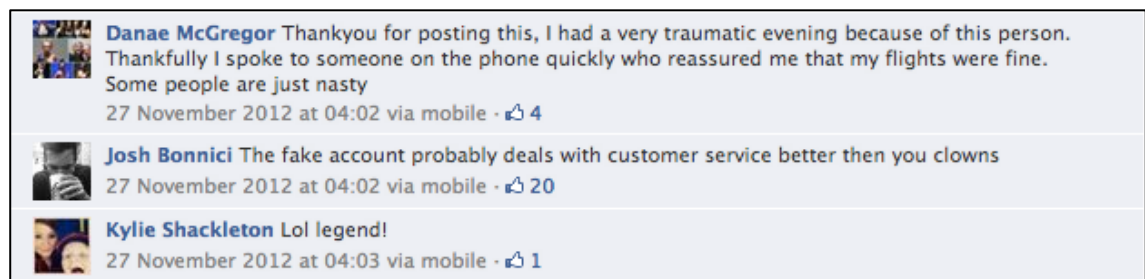 Danae McGregor Thankyou for posting this, I had a very traumatic evening because of this person.
Thankfully I spoke to someone on the phone quickly who reassured me that my flights were fine.
Some people are just nasty
27 November 2012 at 04:02 via mobile · 4
Josh Bonnici The fake account probably deals with customer service better then you clowns
27 November 2012 at 04:02 via mobile · 20
Kylie Shackleton Lol legend!
27 November 2012 at 04:03 via mobile · 1